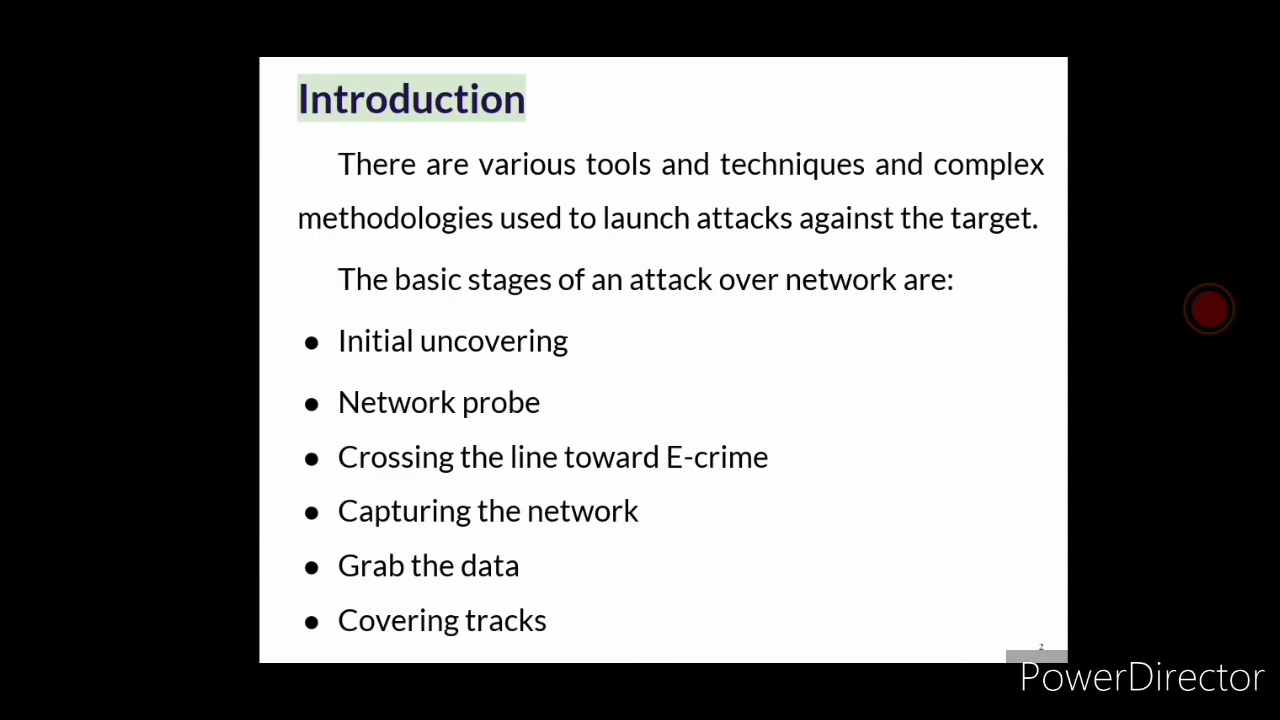 Introduction
There are various tools and techniques and complex
methodologies used to launch attacks against the target.
The basic stages of an attack over network are:
● Initial uncovering
● Network probe
● Crossing the line toward E-crime
● Capturing the network
● Grab the data
● Covering tracks
2
PowerDirector